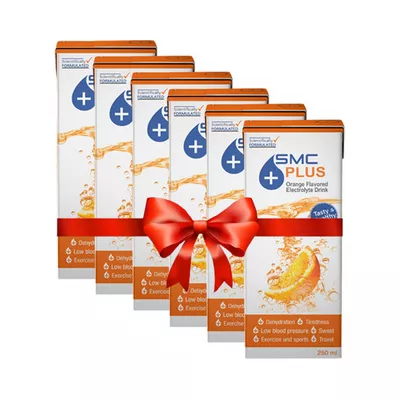 Scientifically
FORMULATED
SMC
PLUS
Orange Flavored
Electrolyte Drink
Tasty &
Dehydration Tiredness
Low blood pressure Sweat
Exercise and sports Travel
250 ml